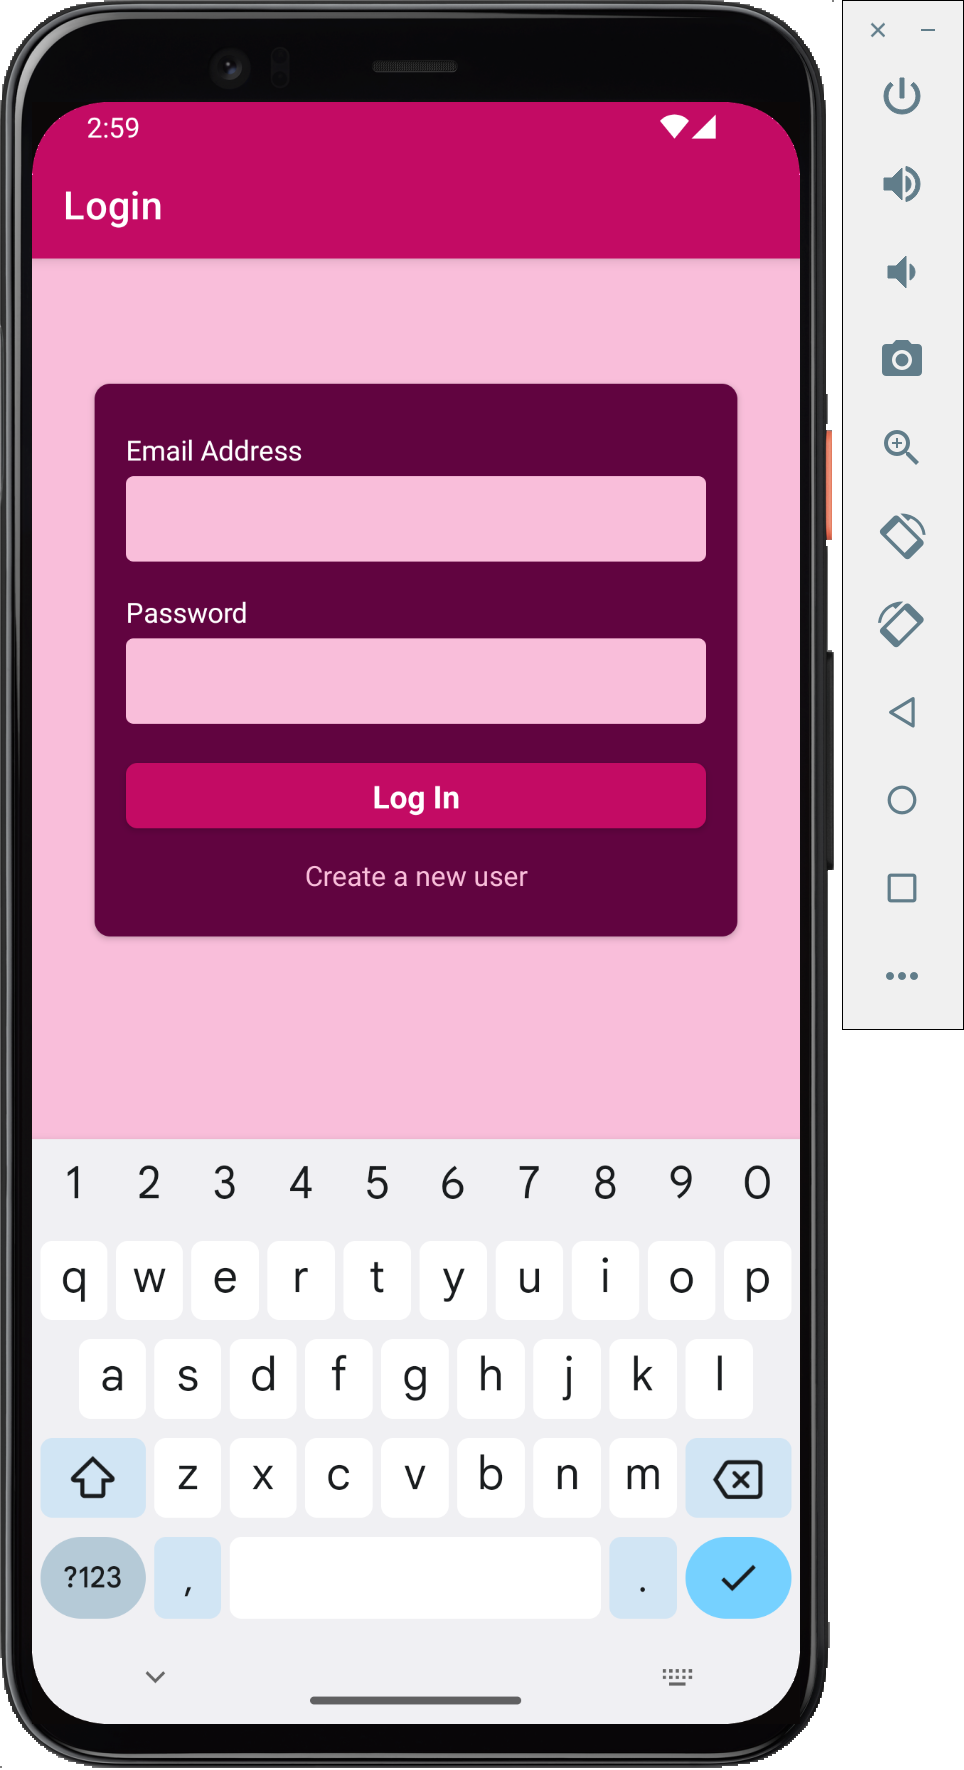 2:59
Login
Email Address
Password
Log In
Create a new user
1 2 3 4 5 6 7 8 9 0
q w e r t y u i o p
a s d f g h j k l
z x c v b n m
?123 , .